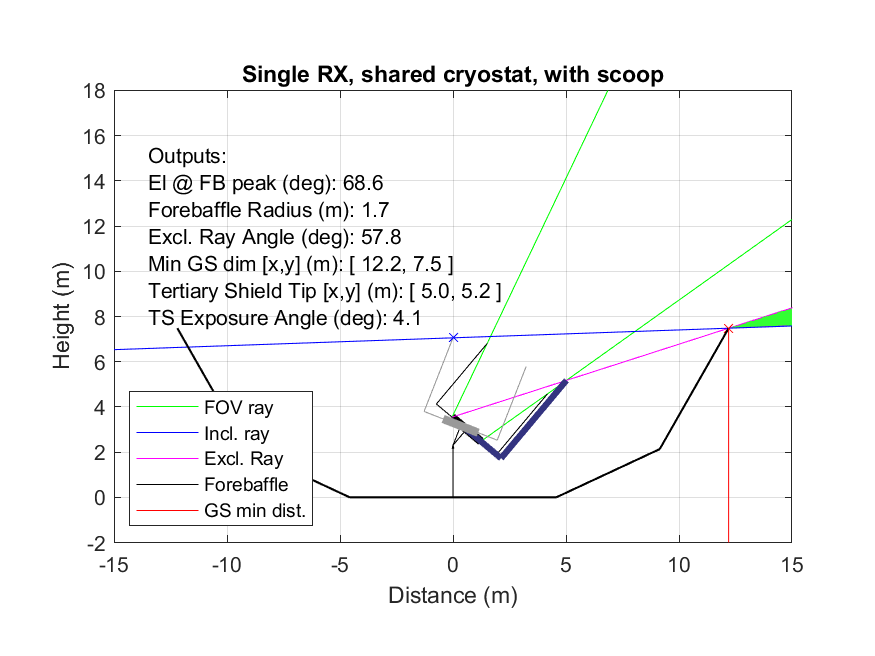 Single RX, shared cryostat, with scoop
18
16
14
12
10
8
6
4
2
0
-2
Height (m)
Outputs:
El @ FB peak (deg): 68.6
Forebaffle Radius (m): 1.7
Excl. Ray Angle (deg): 57.8
Min GS dim [x,y] (m): [ 12.2, 7.5 ]
Tertiary Shield Tip [x,y] (m): [ 5.0, 5.2 ]
TS Exposure Angle (deg): 4.1
FOV ray
Incl. ray
Excl. Ray
Forebaffle
GS min dist.
-15
-10
-5
0
5
10
15
Distance (m)